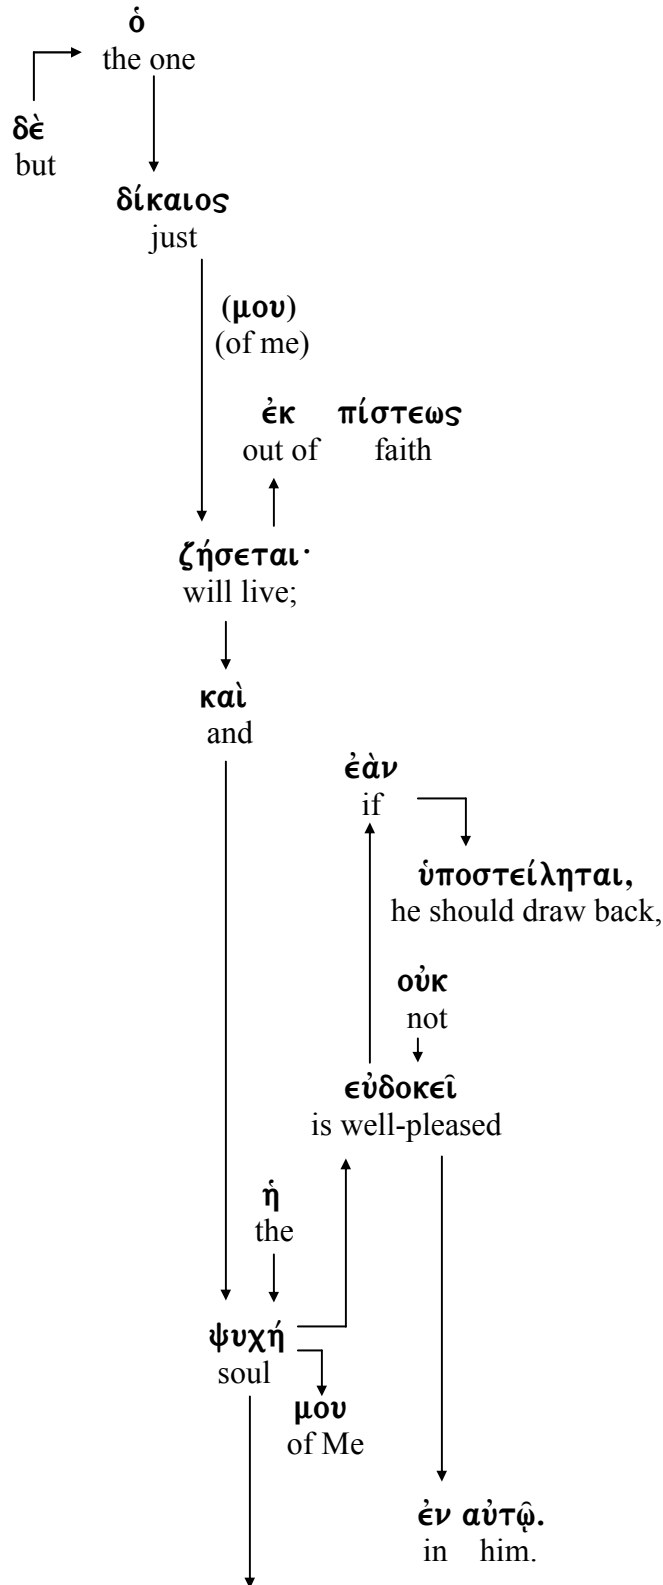 ὁ
the one
δὲ
but
δίκαιος
just
(μου)
(of me)
ἐκ πίστεως
out of faith
ζήσεται·
will live;
καὶ
and
ἐὰν
if
ὑποστείληται,
he should draw back,
οὐκ
not
εὐδοκεῖ
is well-pleased
ἡ
the
ψυχή
soul
μου
of Me
ἐν αὐτῷ.
in him.